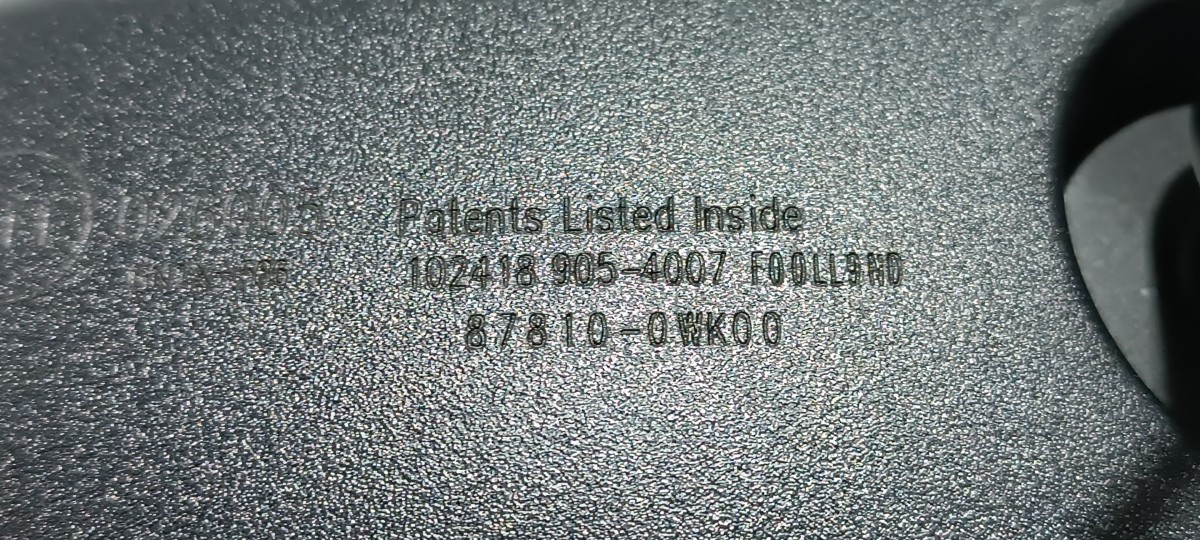 Patents Listed Inside
102418 905-4007 F00LL9ND
87810-0WK00